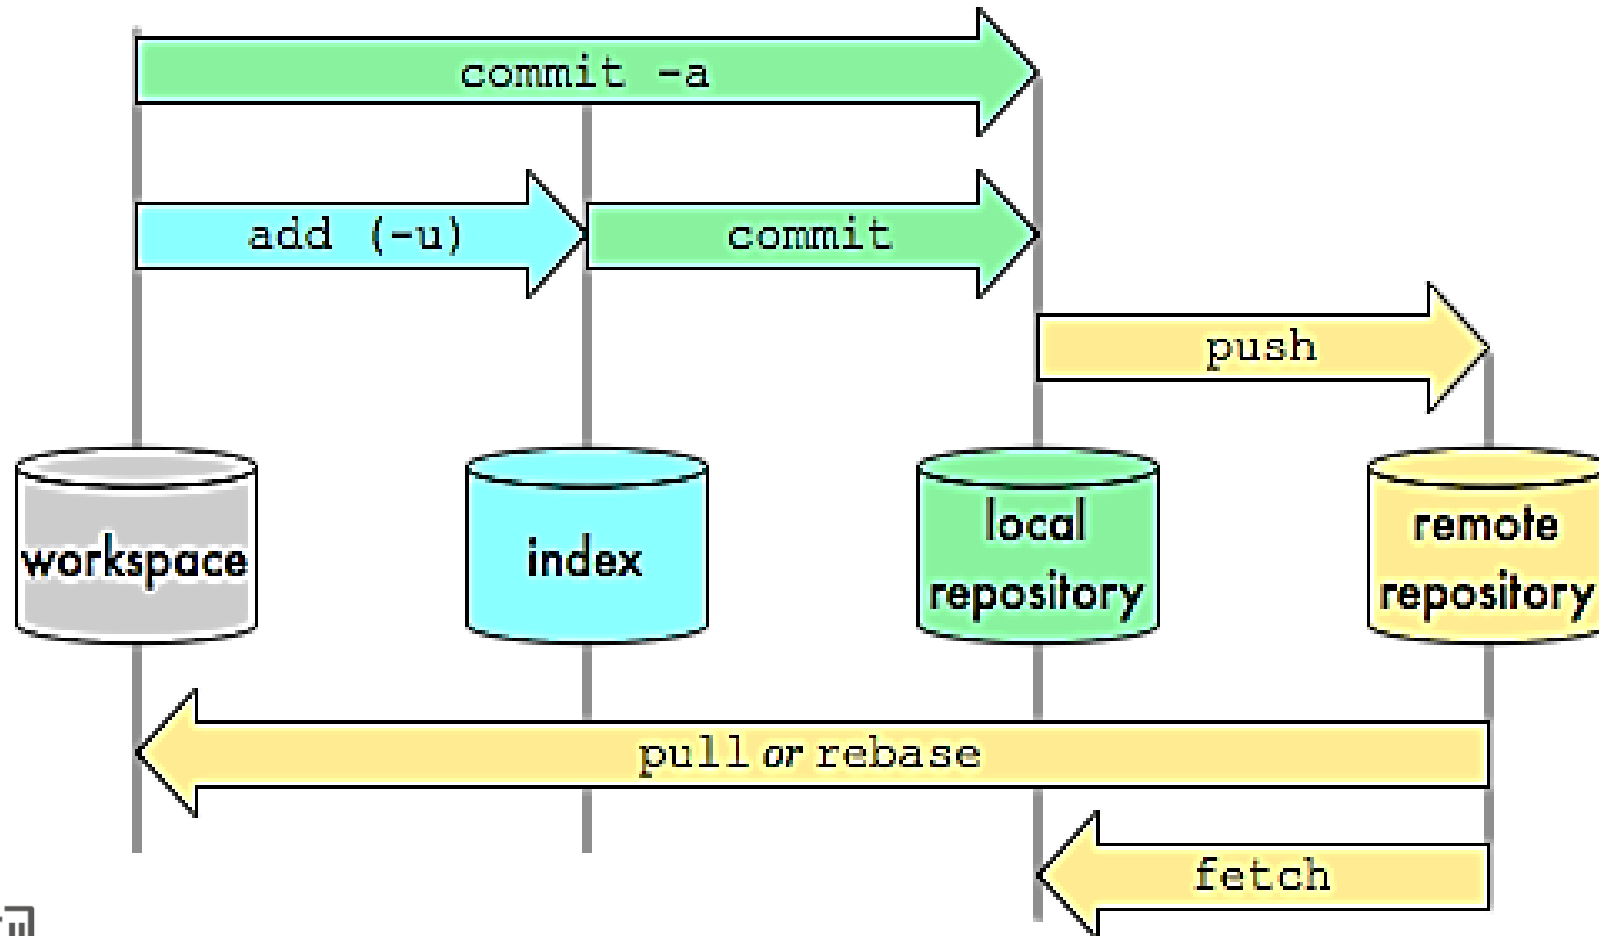 commit -a
add (-u)
commit
push
workspace
index
local
repository
remote
repository
pull or rebase
fetch